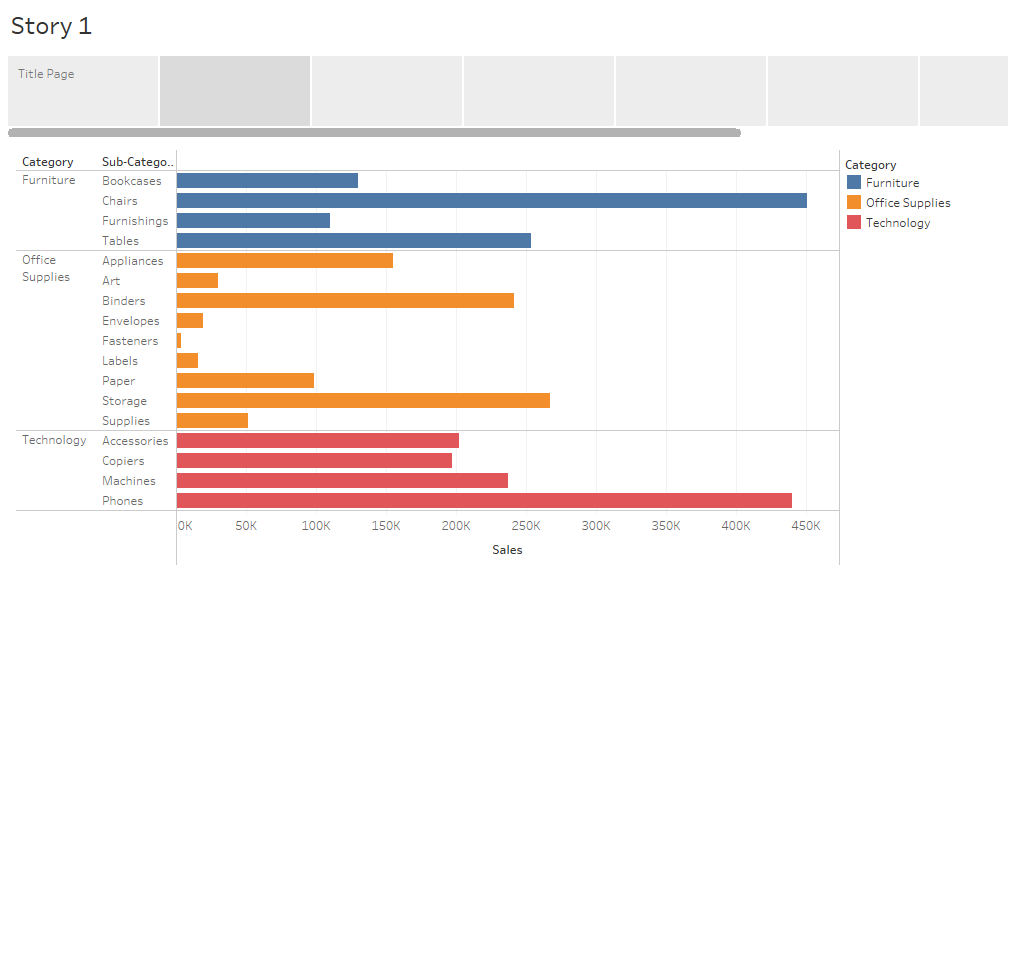 Story 1
Title Page
Category Sub-Catego..
Furniture Bookcases
Chairs
Furnishings
Tables
Office Supplies Appliances
Art
Binders
Envelopes
Fasteners
Labels
Paper
Storage
Supplies
Technology Accessories
Copiers
Machines
Phones
0K 50K 100K 150K 200K 250K 300K 350K 400K 450K
Sales
Category
Furniture
Office Supplies
Technology